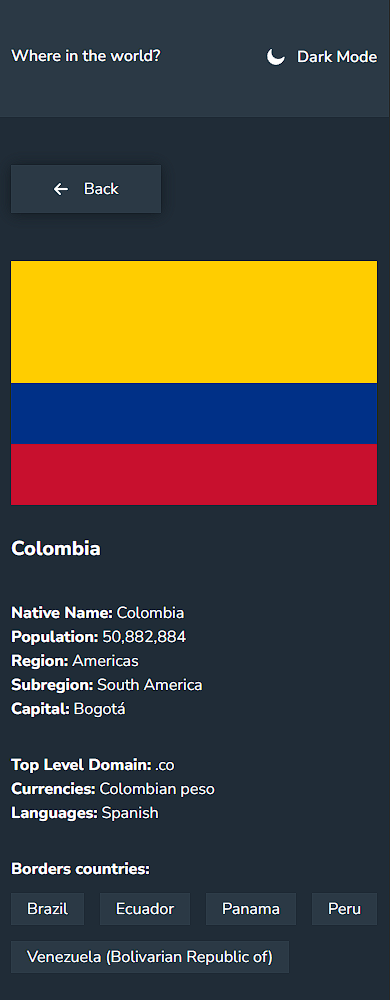 Where in the world?
Dark Mode
Back
Colombia
Native Name: Colombia
Population: 50,882,884
Region: Americas
Subregion: South America
Capital: Bogotá
Top Level Domain: .co
Currencies: Colombian peso
Languages: Spanish
Borders countries:
Brazil Ecuador Panama Peru
Venezuela (Bolivarian Republic of)